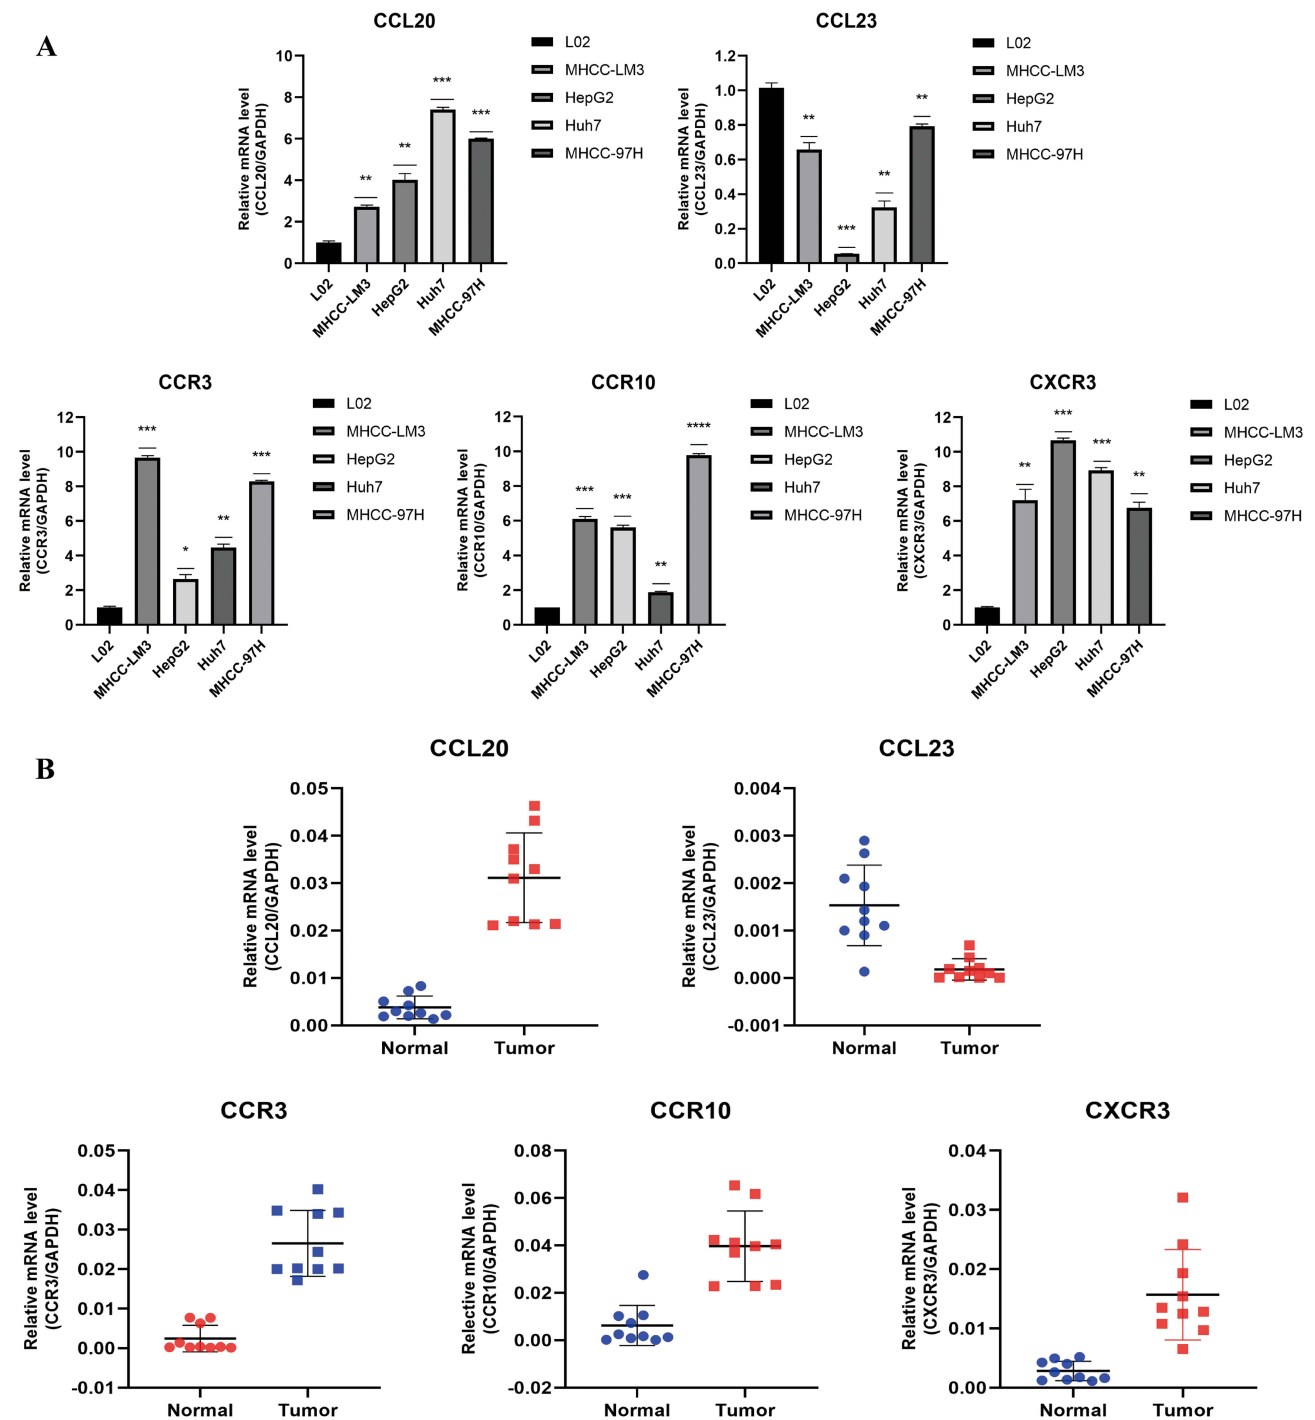 A
CCL20
Relative mRNA level
(CCL20/GAPDH)
10
8
6
4
2
0
**
**
***
***
L02
MHCC-LM3
HepG2
Huh7
MHCC-97H
L02
MHCC-LM3
HepG2
Huh7
MHCC-97H
CCL23
Relative mRNA level
(CCL23/GAPDH)
1.2
1.0
0.8
0.6
0.4
0.2
0.0
**
***
**
**
L02
MHCC-LM3
HepG2
Huh7
MHCC-97H
L02
MHCC-LM3
HepG2
Huh7
MHCC-97H
CCR3
Relative mRNA level
(CCR3/GAPDH)
12
10
8
6
4
2
0
***
*
**
***
L02
MHCC-LM3
HepG2
Huh7
MHCC-97H
L02
MHCC-LM3
HepG2
Huh7
MHCC-97H
CCR10
Relative mRNA level
(CCR10/GAPDH)
12
10
8
6
4
2
0
***
***
**
****
L02
MHCC-LM3
HepG2
Huh7
MHCC-97H
L02
MHCC-LM3
HepG2
Huh7
MHCC-97H
CXCR3
Relative mRNA level
(CXCR3/GAPDH)
12
10
8
6
4
2
0
**
***
***
**
L02
MHCC-LM3
HepG2
Huh7
MHCC-97H
L02
MHCC-LM3
HepG2
Huh7
MHCC-97H
B
CCL20
Relative mRNA level
(CCL20/GAPDH)
0.05
0.04
0.03
0.02
0.01
0.00
Normal
Tumor
CCL23
Relative mRNA level
(CCL23/GAPDH)
0.004
0.003
0.002
0.001
0.000
-0.001
Normal
Tumor
CCR3
Relative mRNA level
(CCR3/GAPDH)
0.05
0.04
0.03
0.02
0.01
0.00
-0.01
Normal
Tumor
CCR10
Relective mRNA level
(CCR10/GAPDH)
0.08
0.06
0.04
0.02
0.00
-0.02
Normal
Tumor
CXCR3
Relative mRNA level
(CXCR3/GAPDH)
0.04
0.03
0.02
0.01
0.00
Normal
Tumor